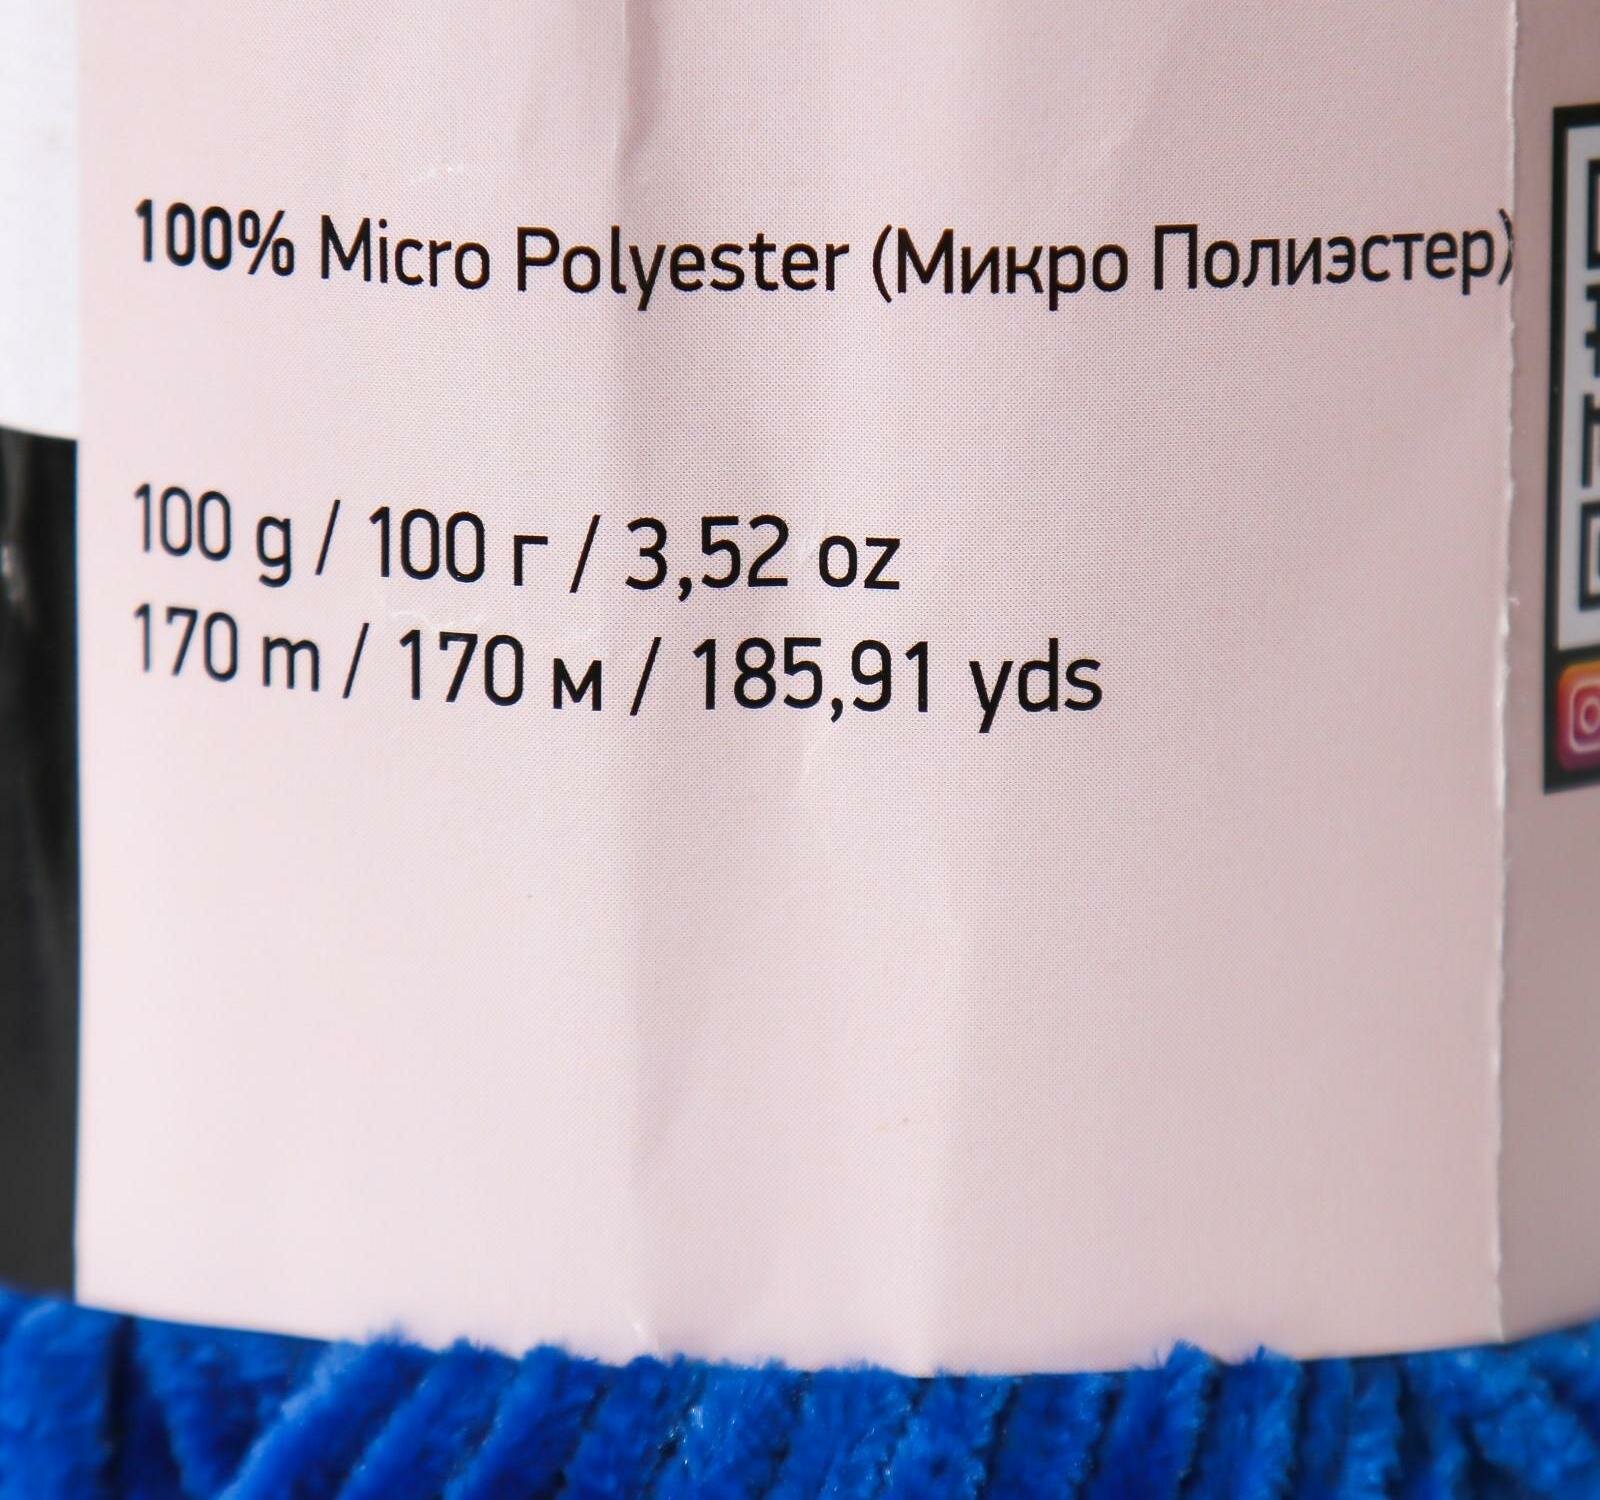 100% Micro Polyester (Микро Полиэстер)
100 g / 100 г / 3,52 oz
170 m / 170 м / 185,91 yds